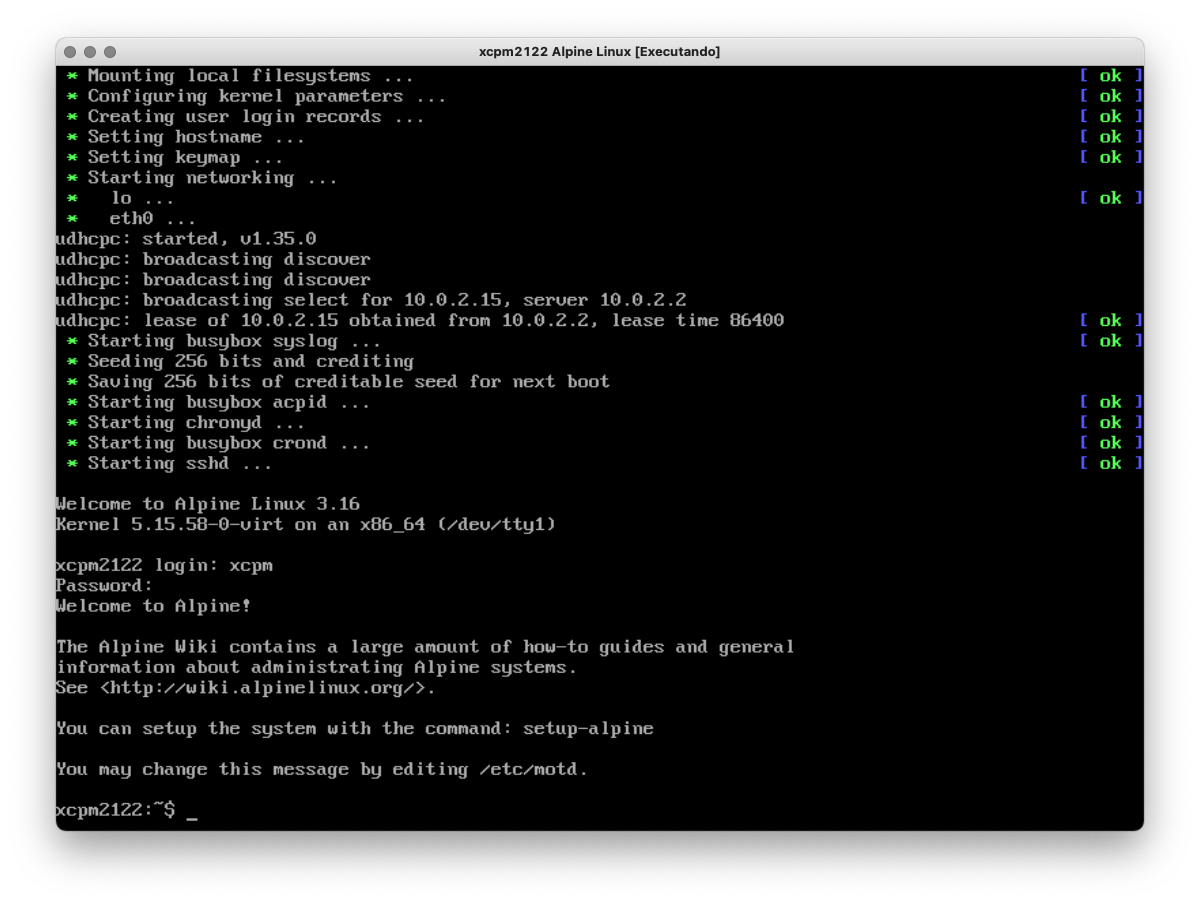 xcpm2122 Alpine Linux [Executando]
* Mounting local filesystems ... [ ok ]
* Configuring kernel parameters ... [ ok ]
* Creating user login records ... [ ok ]
* Setting hostname ... [ ok ]
* Setting keymap ... [ ok ]
* Starting networking ...
*   lo ... [ ok ]
*   eth0 ...
udhcpc: started, v1.35.0
udhcpc: broadcasting discover
udhcpc: broadcasting discover
udhcpc: broadcasting select for 10.0.2.15, server 10.0.2.2
udhcpc: lease of 10.0.2.15 obtained from 10.0.2.2, lease time 86400 [ ok ]
* Starting busybox syslog ... [ ok ]
* Seeding 256 bits and crediting
* Saving 256 bits of creditable seed for next boot
* Starting busybox acpid ... [ ok ]
* Starting chronyd ... [ ok ]
* Starting busybox crond ... [ ok ]
* Starting sshd ... [ ok ]
Welcome to Alpine Linux 3.16
Kernel 5.15.58-0-virt on an x86_64 (/dev/tty1)
xcpm2122 login: xcpm
Password:
Welcome to Alpine!
The Alpine Wiki contains a large amount of how-to guides and general
information about administrating Alpine systems.
See <http://wiki.alpinelinux.org/>.
You can setup the system with the command: setup-alpine
You may change this message by editing /etc/motd.
xcpm2122:~$ _